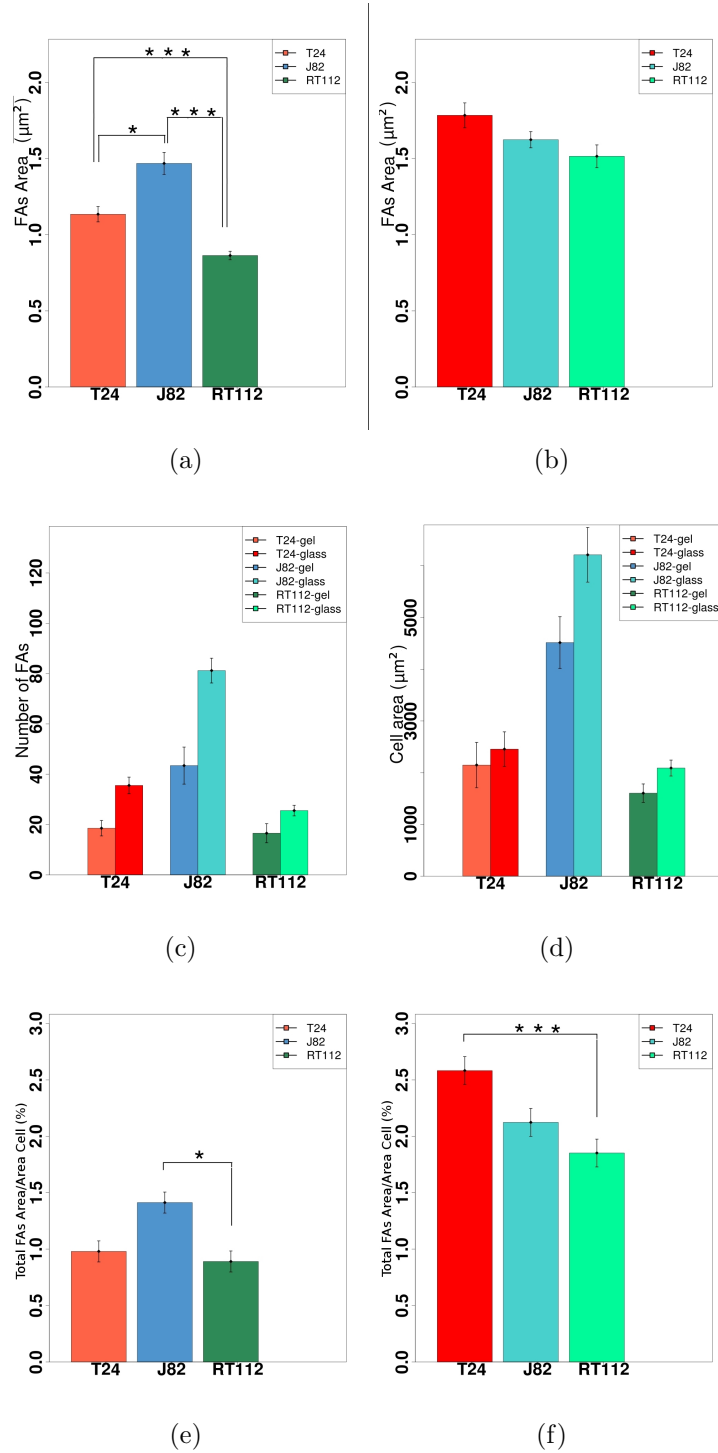 * * *
* * *
*
T24
J82
RT112
FAs Area (µm²)
2.0
1.5
1.0
0.5
0.0
T24 J82 RT112
(a)
T24
J82
RT112
FAs Area (µm²)
2.0
1.5
1.0
0.5
0.0
T24 J82 RT112
(b)
T24-gel
T24-glass
J82-gel
J82-glass
RT112-gel
RT112-glass
Number of FAs
120
100
80
60
40
20
0
T24 J82 RT112
(c)
T24-gel
T24-glass
J82-gel
J82-glass
RT112-gel
RT112-glass
Cell area (µm²)
5000
3000
1000
0
T24 J82 RT112
(d)
*
T24
J82
RT112
Total FAs Area/Area Cell (%)
3.0
2.5
2.0
1.5
1.0
0.5
0.0
T24 J82 RT112
(e)
* * *
T24
J82
RT112
Total FAs Area/Area Cell (%)
3.0
2.5
2.0
1.5
1.0
0.5
0.0
T24 J82 RT112
(f)